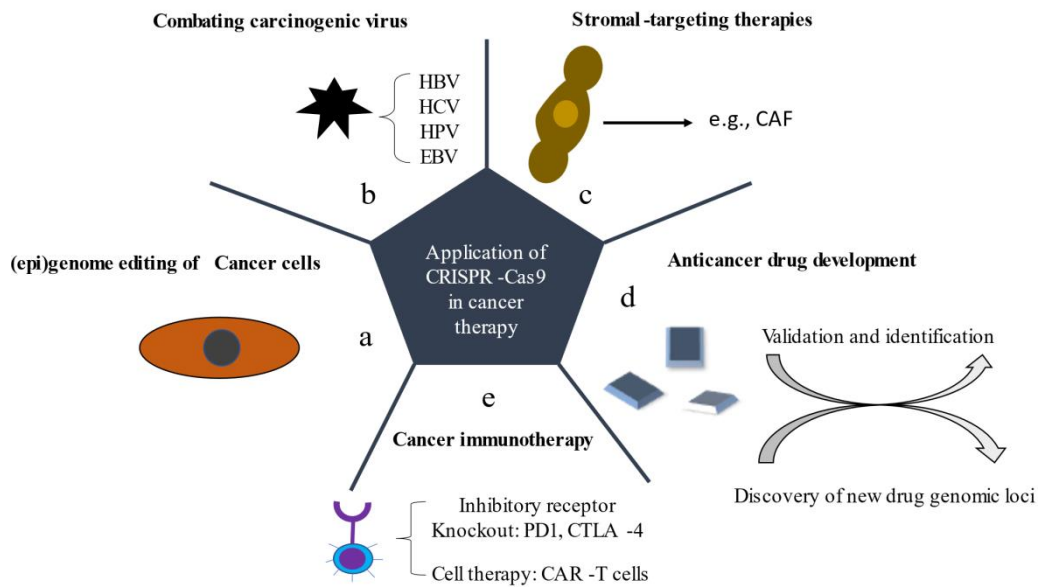 Combating carcinogenic virus
HBV
HCV
HPV
EBV
b
Stromal -targeting therapies
e.g., CAF
c
(epi)genome editing of Cancer cells
a
Application of
CRISPR -Cas9
in cancer
therapy
Anticancer drug development
d
Validation and identification
Discovery of new drug genomic loci
e
Cancer immunotherapy
Inhibitory receptor
Knockout: PD1, CTLA -4
Cell therapy: CAR -T cells